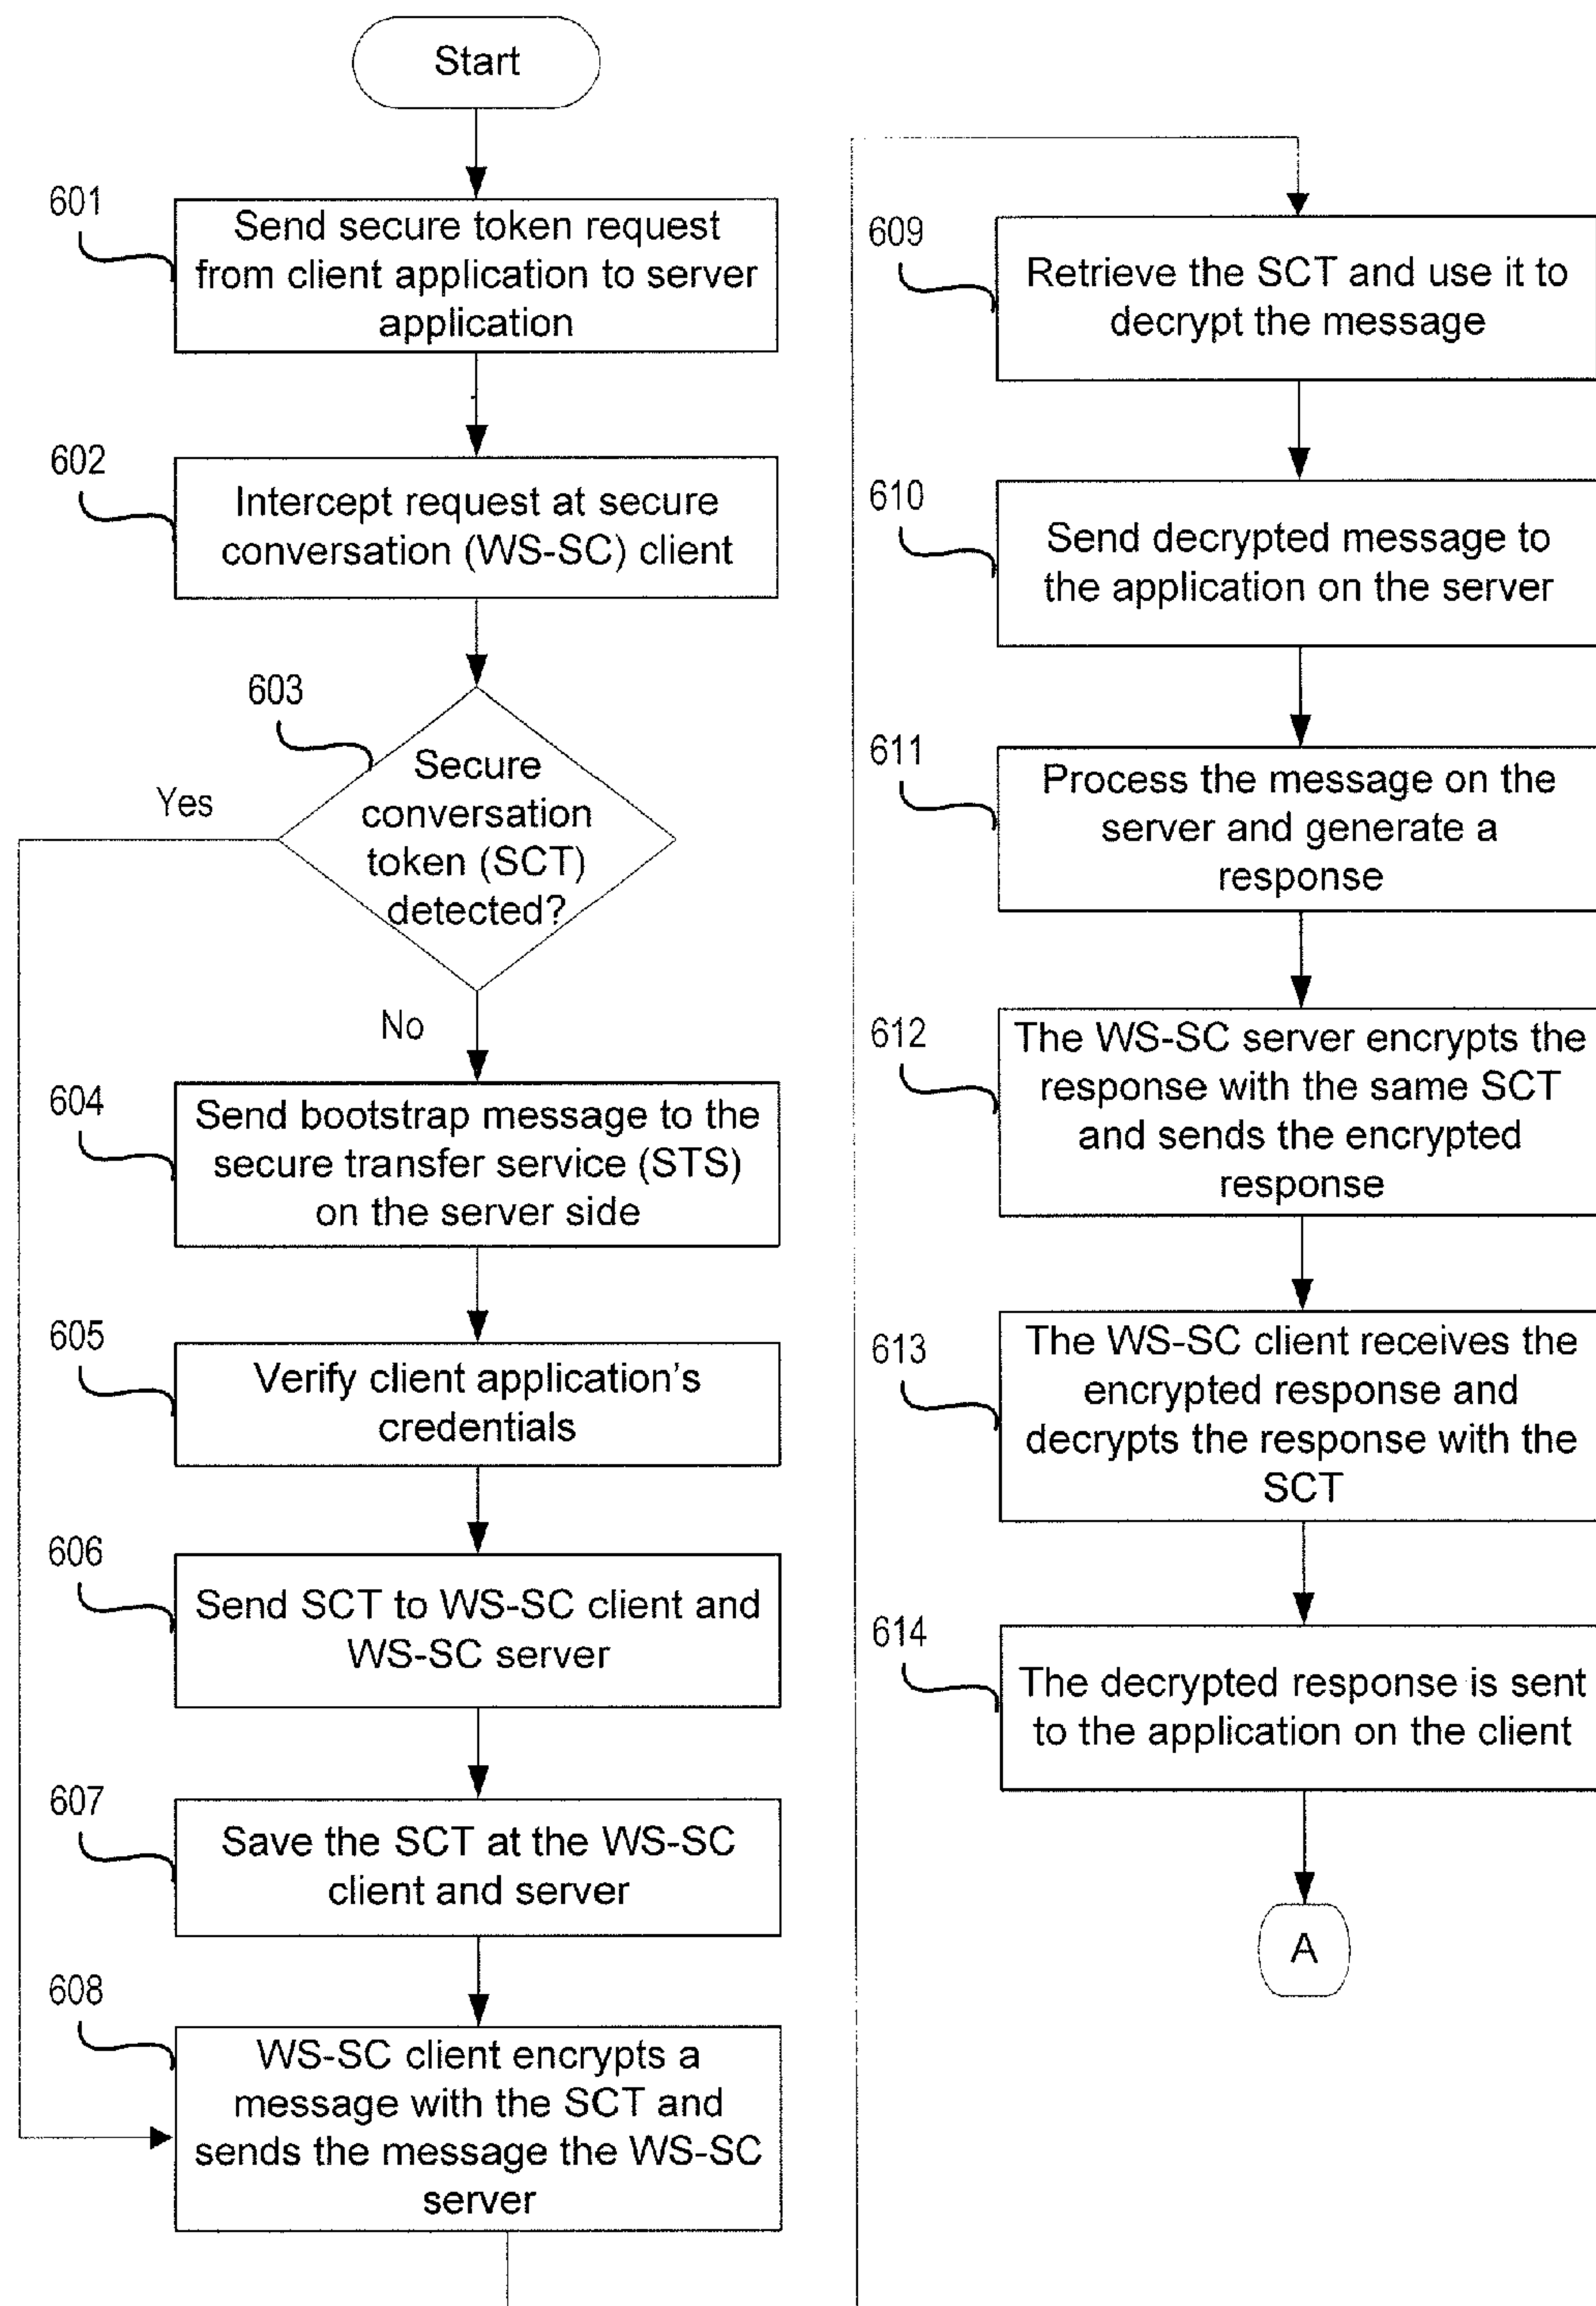 Start
601
Send secure token request
from client application to server
application
602
Intercept request at secure
conversation (WS-SC) client
603
Secure
conversation
token (SCT)
detected?
Yes
No
604
Send bootstrap message to the
secure transfer service (STS)
on the server side
605
Verify client application's
credentials
606
Send SCT to WS-SC client and
WS-SC server
607
Save the SCT at the WS-SC
client and server
608
WS-SC client encrypts a
message with the SCT and
sends the message the WS-SC
server
609
Retrieve the SCT and use it to
decrypt the message
610
Send decrypted message to
the application on the server
611
Process the message on the
server and generate a
response
612
The WS-SC server encrypts the
response with the same SCT
and sends the encrypted
response
613
The WS-SC client receives the
encrypted response and
decrypts the response with the
SCT
614
The decrypted response is sent
to the application on the client
A